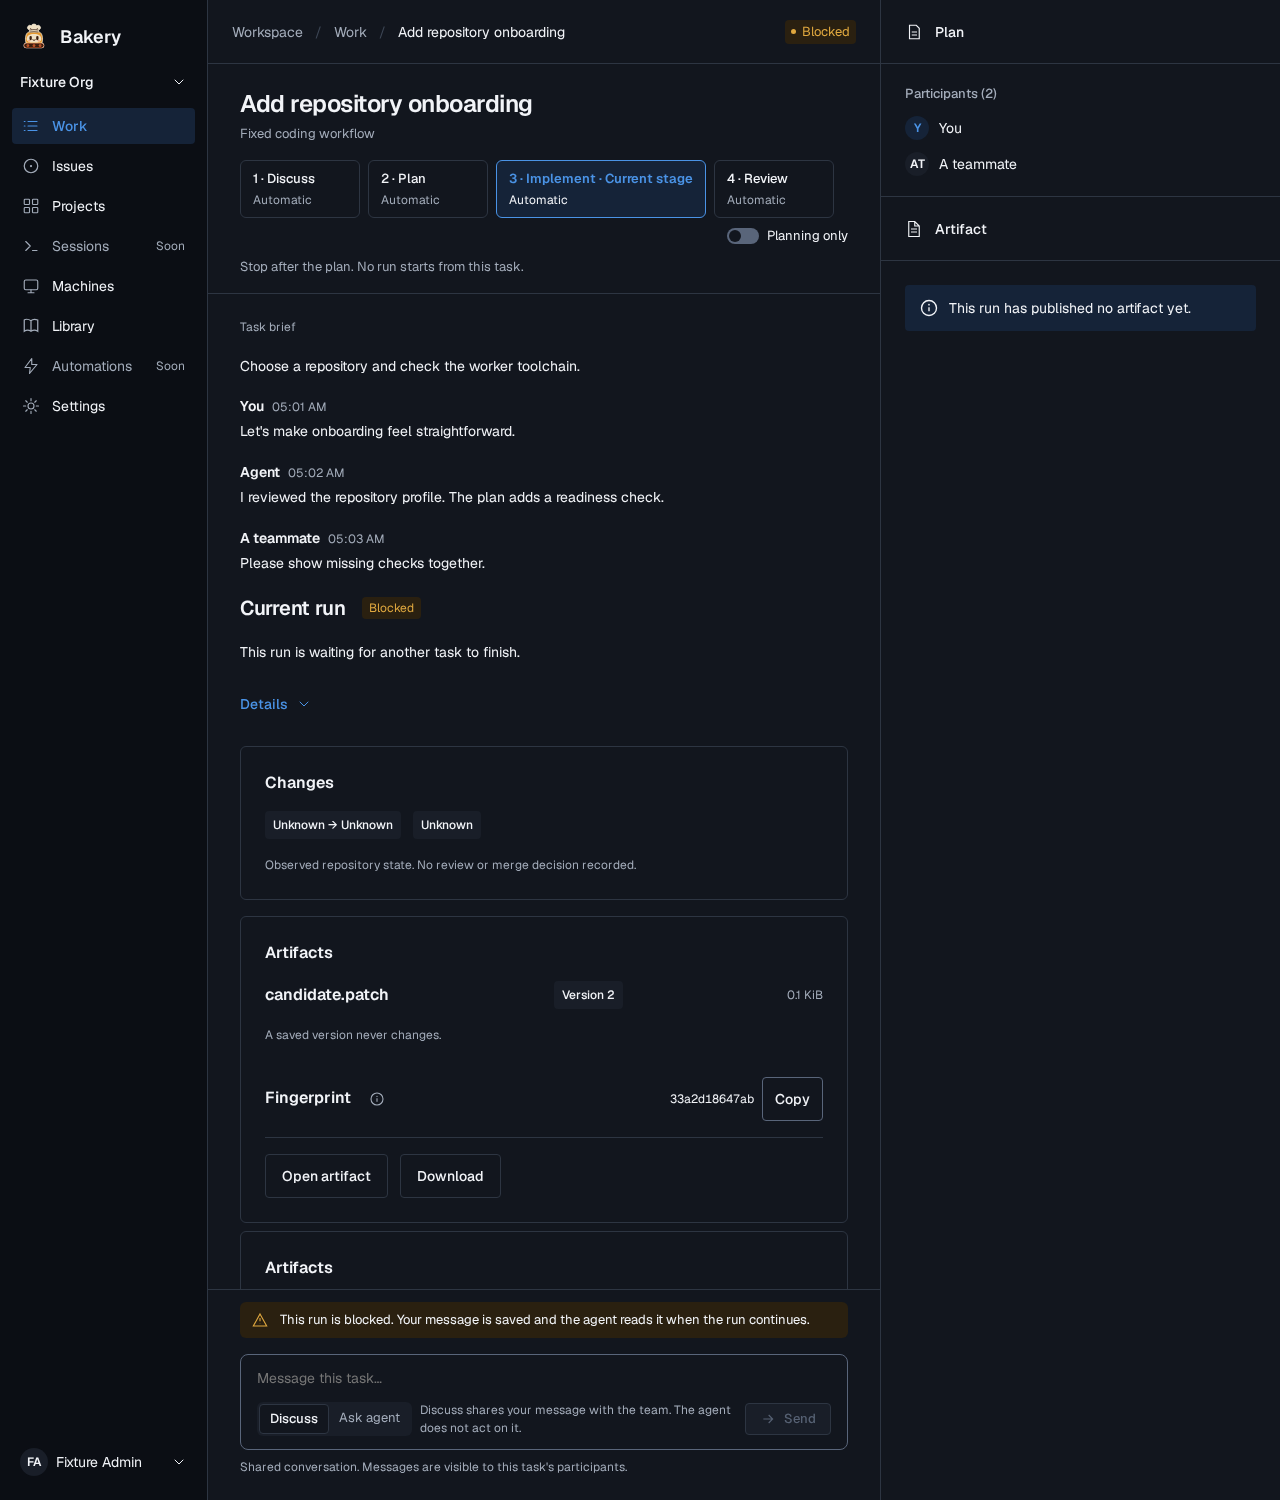 Bakery
Fixture Org
Work
Issues
Projects
Sessions Soon
Machines
Library
Automations Soon
Settings
FA Fixture Admin
Workspace / Work / Add repository onboarding
Blocked
Add repository onboarding
Fixed coding workflow
1 · Discuss
Automatic
2 · Plan
Automatic
3 · Implement · Current stage
Automatic
4 · Review
Automatic
Planning only
Stop after the plan. No run starts from this task.
Task brief
Choose a repository and check the worker toolchain.
You 05:01 AM
Let's make onboarding feel straightforward.
Agent 05:02 AM
I reviewed the repository profile. The plan adds a readiness check.
A teammate 05:03 AM
Please show missing checks together.
Current run Blocked
This run is waiting for another task to finish.
Details
Changes
Unknown → Unknown Unknown
Observed repository state. No review or merge decision recorded.
Artifacts
candidate.patch Version 2 0.1 KiB
A saved version never changes.
Fingerprint 33a2d18647ab Copy
Open artifact Download
Artifacts
This run is blocked. Your message is saved and the agent reads it when the run continues.
Message this task...
Discuss Ask agent
Discuss shares your message with the team. The agent
does not act on it.
→ Send
Shared conversation. Messages are visible to this task's participants.
Plan
Participants (2)
Y You
AT A teammate
Artifact
This run has published no artifact yet.